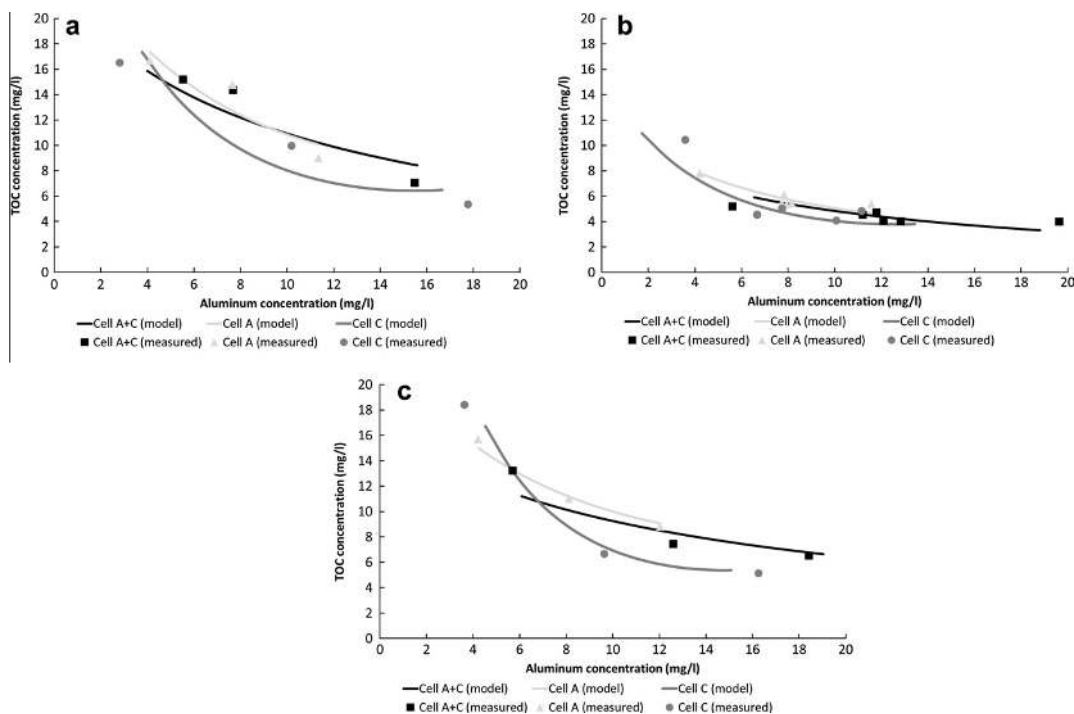 a
20
18
16
14
12
10
8
6
4
2
0
TOC concentration (mg/l)
0 2 4 6 8 10 12 14 16 18 20
Aluminum concentration (mg/l)
Cell A+C (model) Cell A (model) Cell C (model)
Cell A+C (measured) Cell A (measured) Cell C (measured)
b
20
18
16
14
12
10
8
6
4
2
0
TOC concentration (mg/l)
0 2 4 6 8 10 12 14 16 18 20
Aluminum concentration (mg/l)
Cell A+C (model) Cell A (model) Cell C (model)
Cell A+C (measured) Cell A (measured) Cell C (measured)
c
20
18
16
14
12
10
8
6
4
2
0
TOC concentration (mg/l)
0 2 4 6 8 10 12 14 16 18 20
Aluminum concentration (mg/l)
Cell A+C (model) Cell A (model) Cell C (model)
Cell A+C (measured) Cell A (measured) Cell C (measured)